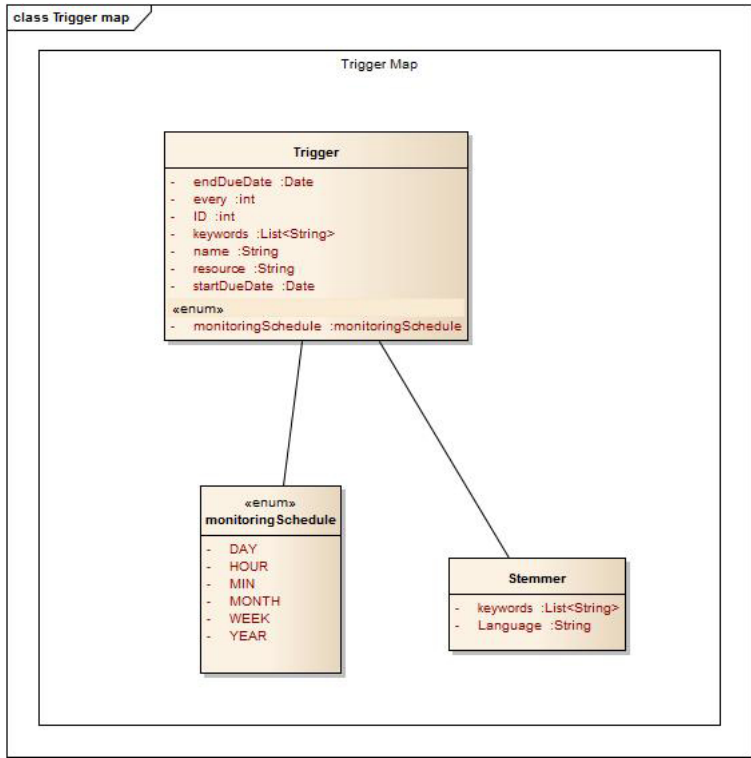 class Trigger map
Trigger Map
Trigger
- endDueDate :Date
- every :int
- ID :int
- keywords :List<String>
- name :String
- resource :String
- startDueDate :Date
«enum»
- monitoringSchedule :monitoringSchedule
«enum»
monitoringSchedule
- DAY
- HOUR
- MIN
- MONTH
- WEEK
- YEAR
Stemmer
- keywords :List<String>
- Language :String